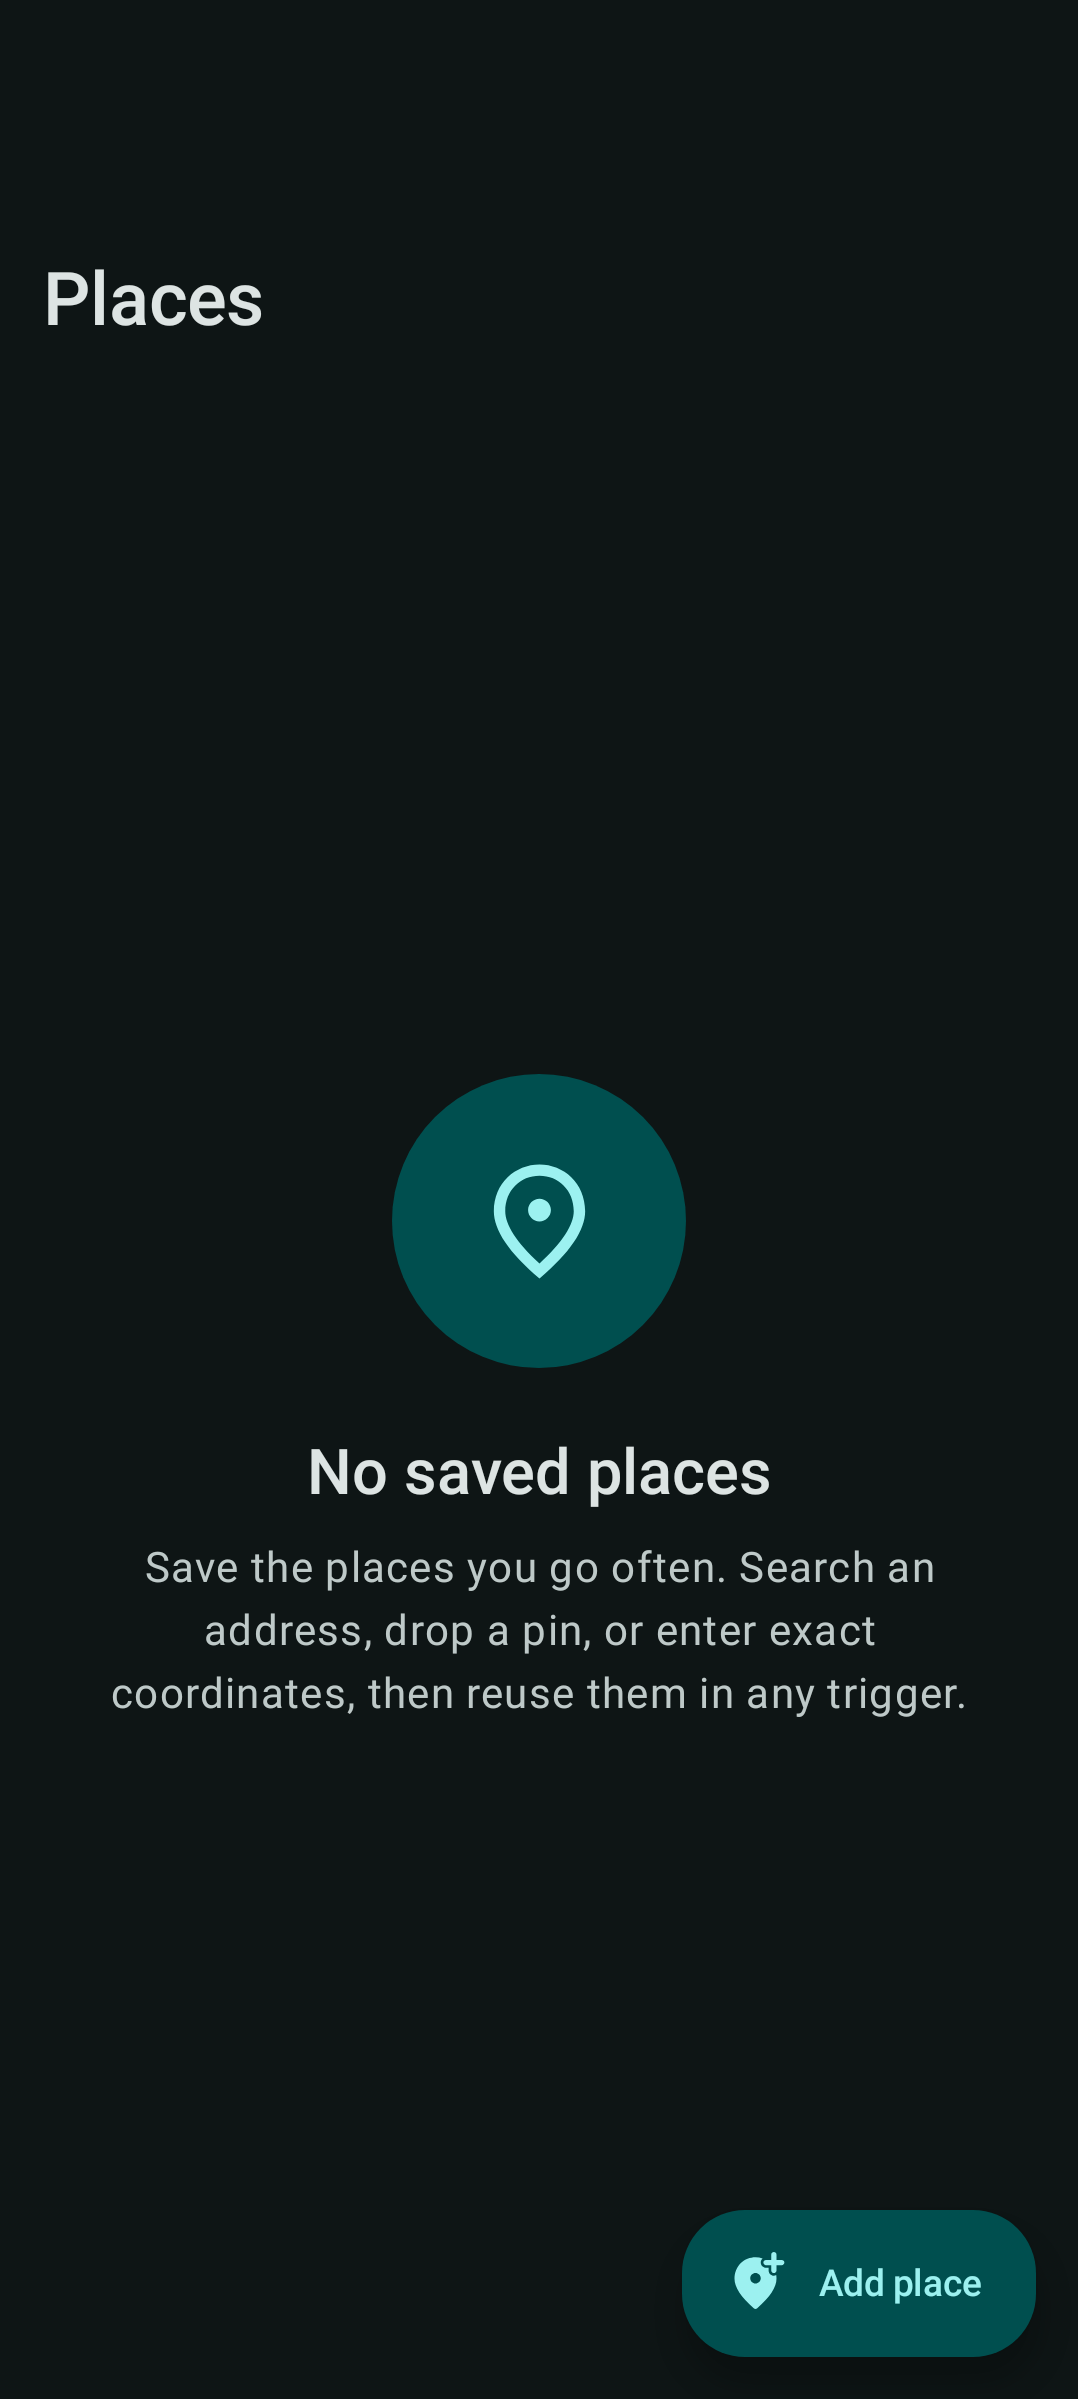 Places
No saved places
Save the places you go often. Search an
address, drop a pin, or enter exact
coordinates, then reuse them in any trigger.
Add place